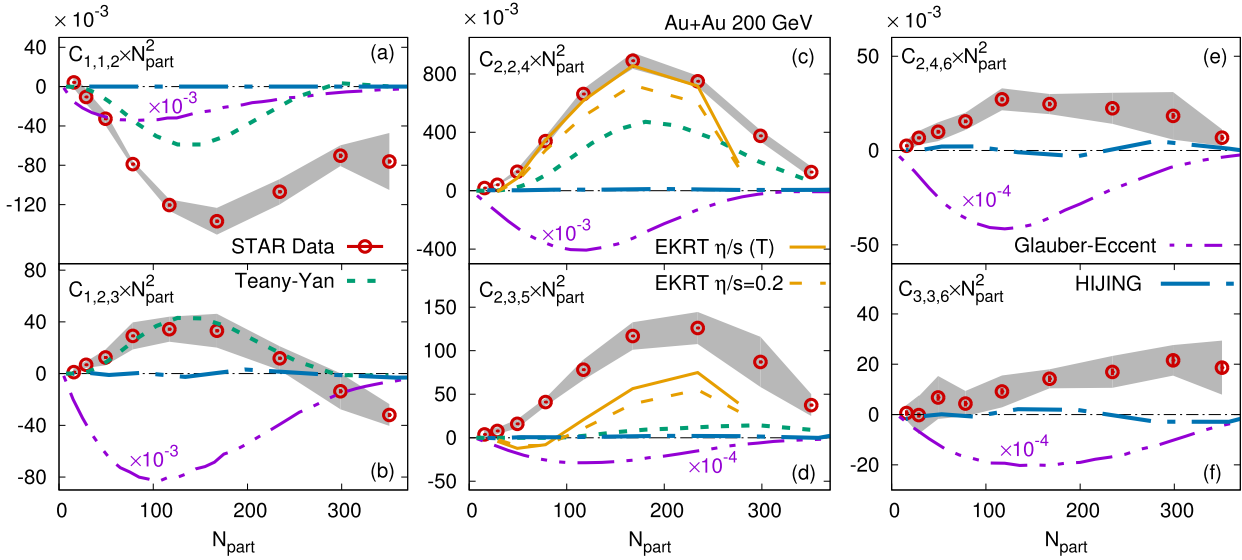 × 10⁻³
× 10⁻³
Au+Au 200 GeV
× 10⁻³
C₁,₁,₂×N²part
(a)
40
0
-40
-80
-120
×10⁻³
STAR Data
C₂,₂,₄×N²part
(c)
800
400
0
-400
×10⁻³
EKRT η/s (T)
C₂,₄,₆×N²part
(e)
50
0
-50
×10⁻⁴
Glauber-Eccent
C₁,₂,₃×N²part
Teany-Yan
80
40
0
-40
-80
×10⁻³
(b)
0
100
200
300
Npart
C₂,₃,₅×N²part
EKRT η/s=0.2
150
100
50
0
-50
×10⁻⁴
(d)
0
100
200
300
Npart
C₃,₃,₆×N²part
HIJING
40
20
0
-20
×10⁻⁴
(f)
0
100
200
300
Npart